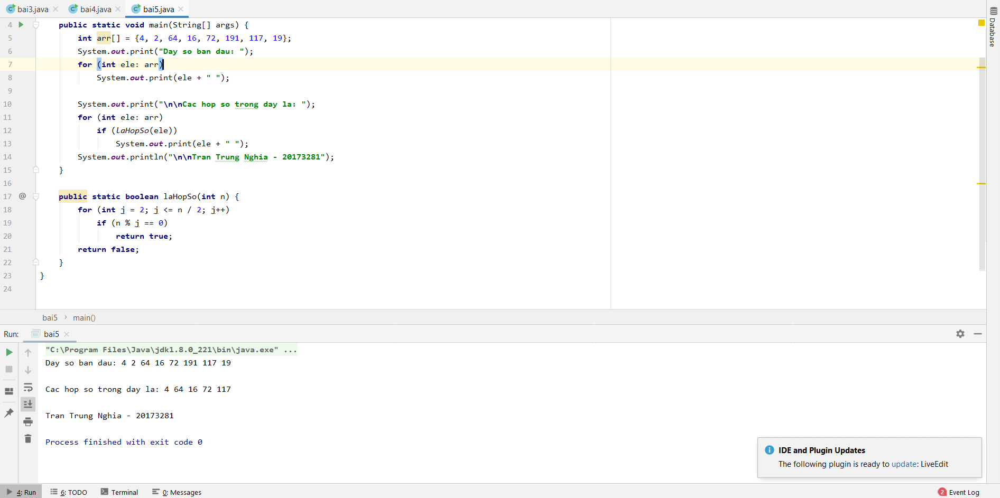 bai3.java bai4.java bai5.java
Database
4 public static void main(String[] args) {
5 int arr[] = {4, 2, 64, 16, 72, 191, 117, 19};
6 System.out.print("Day so ban dau: ");
7 for (int ele: arr)
8 System.out.print(ele + " ");
9
10 System.out.print("\n\nCac hop so trong day la: ");
11 for (int ele: arr)
12 if (laHopSo(ele))
13 System.out.print(ele + " ");
14 System.out.println("\n\nTran Trung Nghia - 20173281");
15 }
16
17 @ public static boolean laHopSo(int n) {
18 for (int j = 2; j <= n / 2; j++)
19 if (n % j == 0)
20 return true;
21 return false;
22 }
23 }
24
bai5 › main()
Run: bai5
"C:\Program Files\Java\jdk1.8.0_221\bin\java.exe" ...
Day so ban dau: 4 2 64 16 72 191 117 19
Cac hop so trong day la: 4 64 16 72 117
Tran Trung Nghia - 20173281
Process finished with exit code 0
IDE and Plugin Updates
The following plugin is ready to update: LiveEdit
4: Run 6: TODO Terminal 0: Messages 2 Event Log